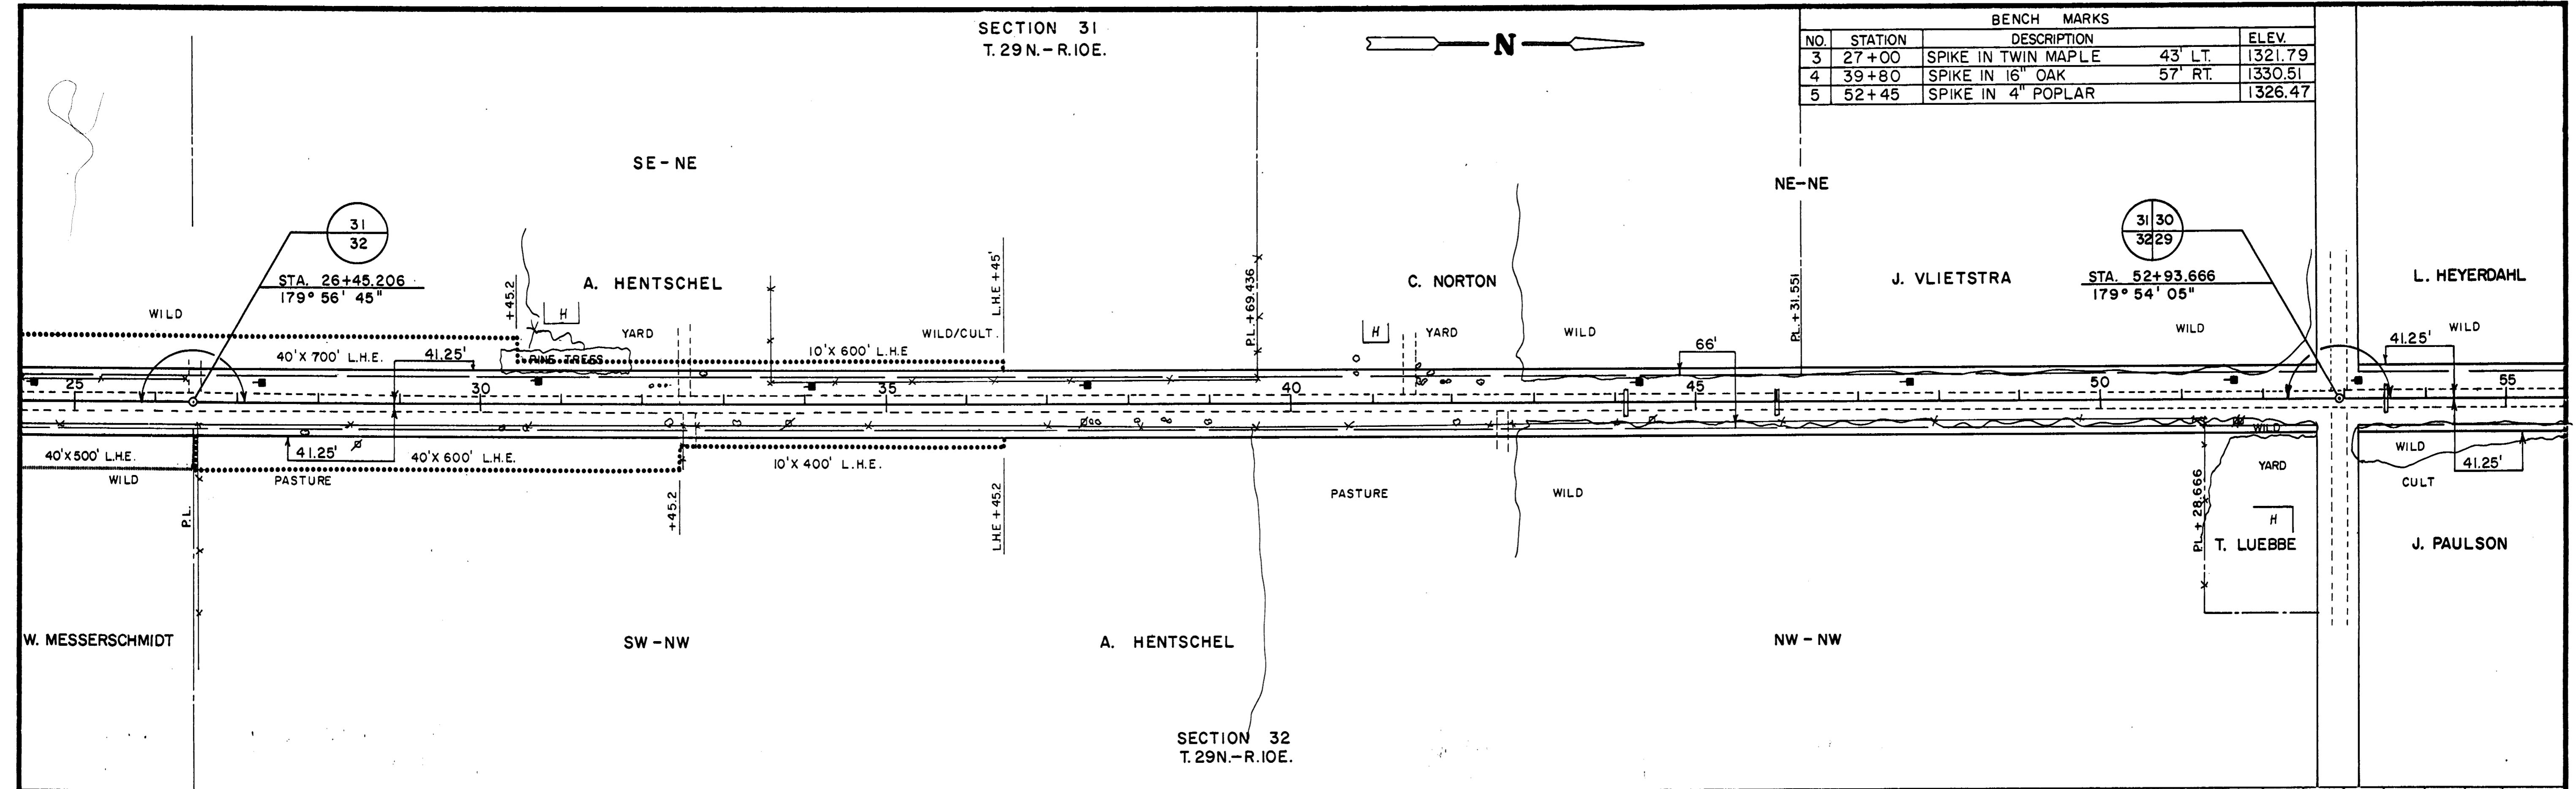 SECTION 31
T. 29 N.-R.10E.
N
BENCH MARKS
NO. STATION DESCRIPTION ELEV.
3 27+00 SPIKE IN TWIN MAPLE 43' LT. 1321.79
4 39+80 SPIKE IN 16" OAK 57' RT. 1330.51
5 52+45 SPIKE IN 4" POPLAR 1326.47
SE-NE
NE-NE
31
32
STA. 26+45.206
179° 56' 45"
31 30
32 29
STA. 52+93.666
179° 54' 05"
A. HENTSCHEL
C. NORTON
J. VLIETSTRA
L. HEYERDAHL
+45.2
L.H.E +45'
P.L.+69.436
P.L.+31.551
WILD
H
YARD
WILD/CULT.
H
YARD
WILD
WILD
WILD
40'X 700' L.H.E.
41.25'
PINE TREES
10'X 600' L.H.E
66'
41.25'
25
30
35
40
45
50
55
40'X500' L.H.E.
41.25'
40'X600' L.H.E.
10'X 400' L.H.E.
WILD
WILD
41.25'
WILD
PASTURE
PASTURE
WILD
YARD
CULT
P.L.
+45.2
L.H.E +45.2
P.L. + 28.666
H
T. LUEBBE
J. PAULSON
W. MESSERSCHMIDT
SW-NW
A. HENTSCHEL
NW-NW
SECTION 32
T. 29N.-R.10E.